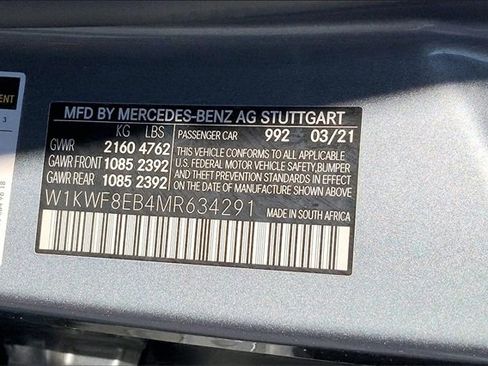 MFD BY MERCEDES-BENZ AG STUTTGART
KG LBS
GVWR 2160 4762
GAWR FRONT 1085 2392
GAWR REAR 1085 2392
PASSENGER CAR 992 03/21
THIS VEHICLE CONFORMS TO ALL APPLICABLE
U.S. FEDERAL MOTOR VEHICLE SAFETY, BUMPER
AND THEFT PREVENTION STANDARDS IN EFFECT
ON THE DATE OF MANUFACTURE SHOWN ABOVE.
W1KWF8EB4MR634291
MADE IN SOUTH AFRICA
ENT
3